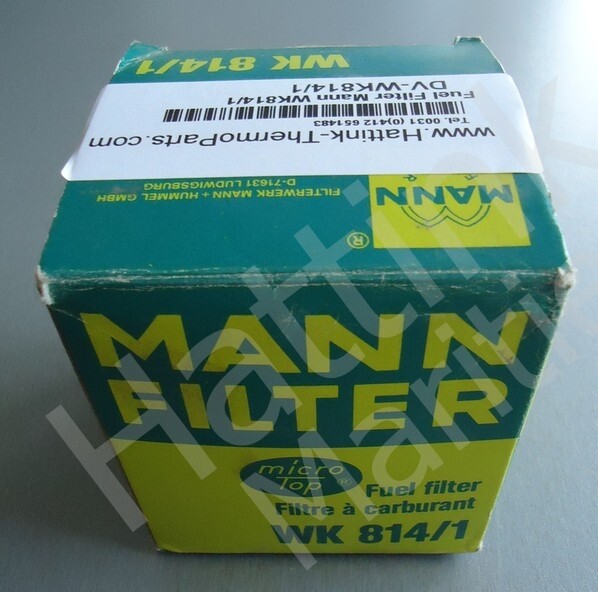 WK 814/1
DV-WK814/1
Fuel Filter Mann WK814/1
Tel. 0031 (0)412 651483
www.Hattink-ThermoParts.com
FILTERWERK MANN + HUMMEL GMBH
D-71631 LUDWIGSBURG
MANN
®
MANN
FILTER
micro
Top ®
Fuel filter
Filtre à carburant
WK 814/1
Hattink